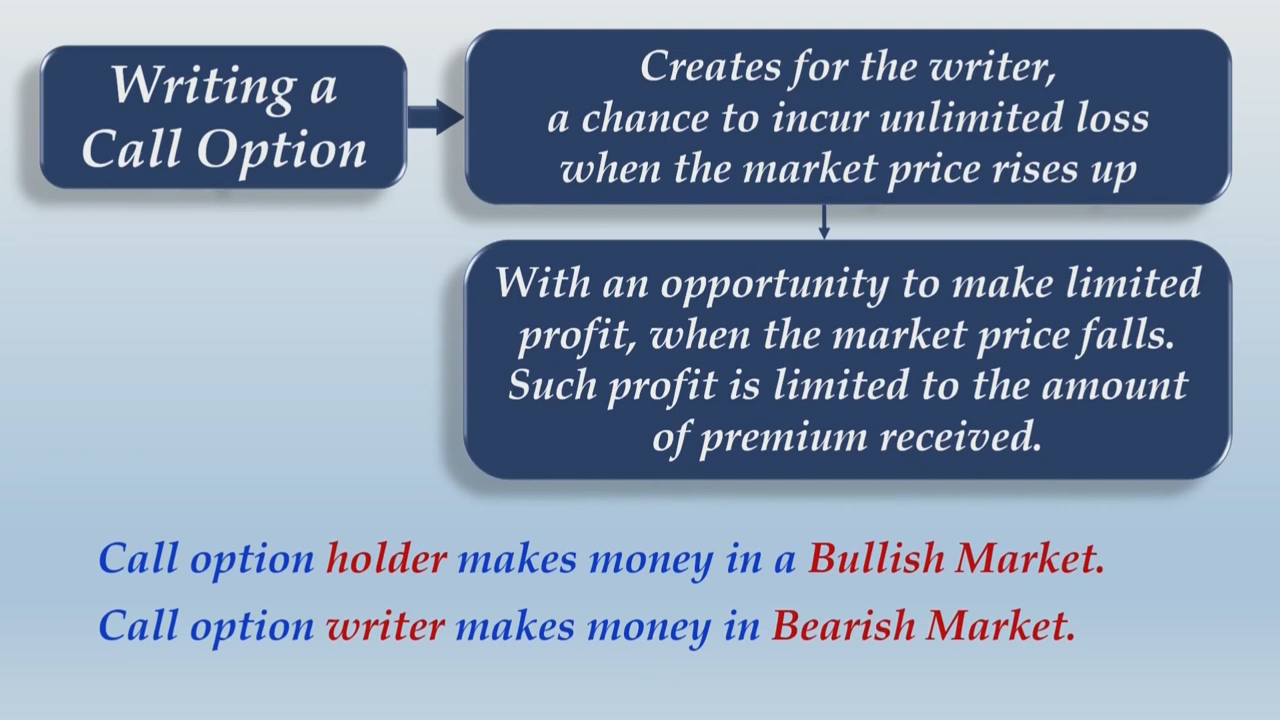 Writing a
Call Option
Creates for the writer,
a chance to incur unlimited loss
when the market price rises up
With an opportunity to make limited
profit, when the market price falls.
Such profit is limited to the amount
of premium received.
Call option holder makes money in a Bullish Market.
Call option writer makes money in Bearish Market.